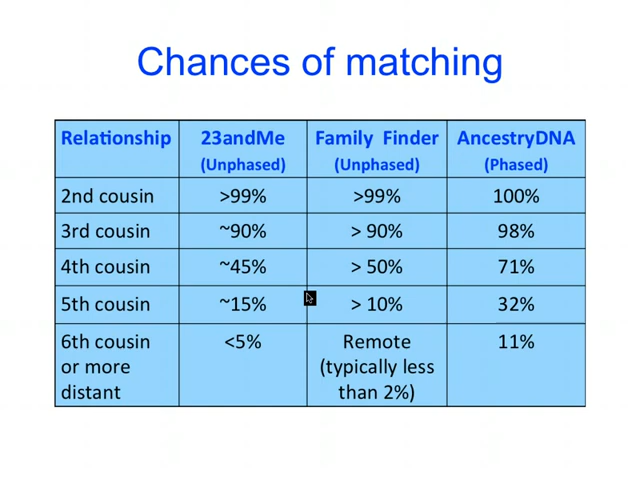 Chances of matching
Relationship 23andMe Family Finder AncestryDNA
(Unphased) (Unphased) (Phased)
2nd cousin >99% >99% 100%
3rd cousin ~90% > 90% 98%
4th cousin ~45% > 50% 71%
5th cousin ~15% > 10% 32%
6th cousin <5% Remote 11%
or more (typically less
distant than 2%)